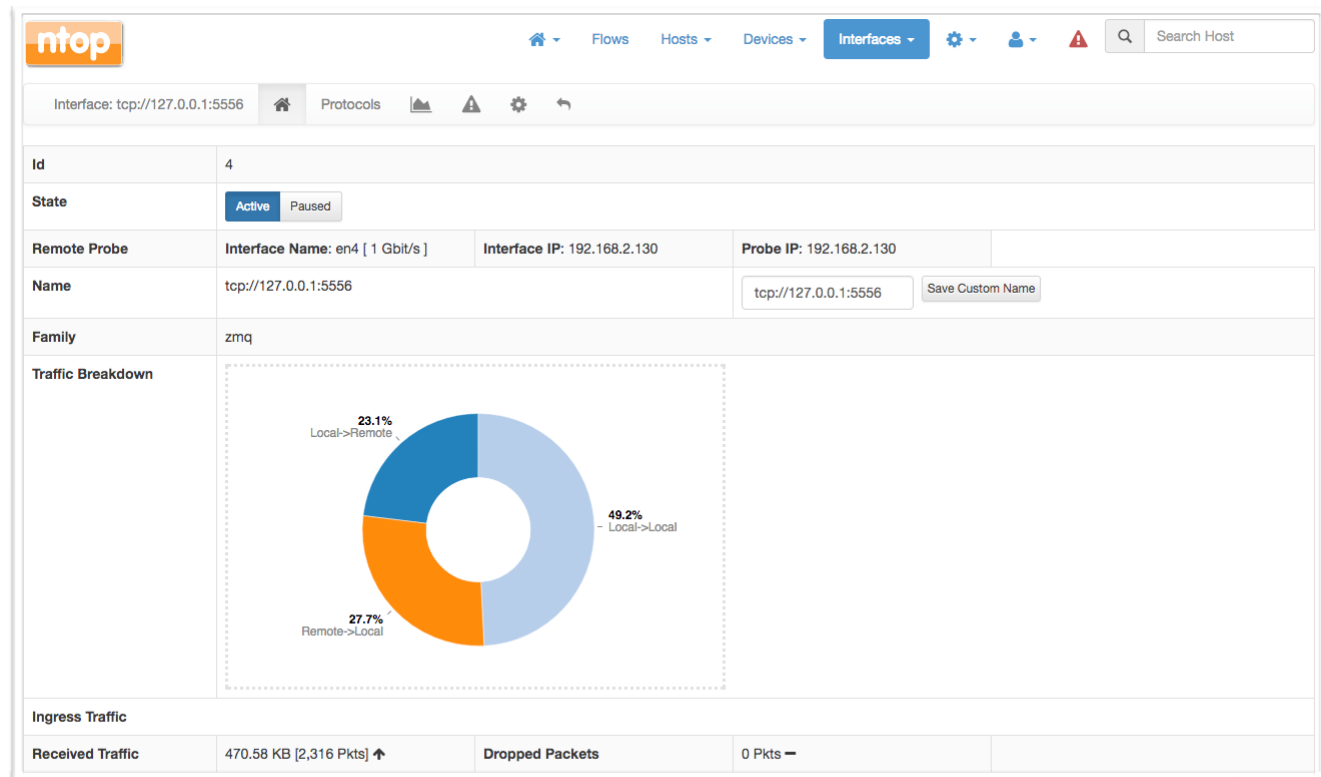 ntop
Flows Hosts Devices Interfaces Search Host
Interface: tcp://127.0.0.1:5556 Protocols
Id 4
State Active Paused
Remote Probe Interface Name: en4 [ 1 Gbit/s ] Interface IP: 192.168.2.130 Probe IP: 192.168.2.130
Name tcp://127.0.0.1:5556 tcp://127.0.0.1:5556 Save Custom Name
Family zmq
Traffic Breakdown
23.1%
Local->Remote
49.2%
Local->Local
27.7%
Remote->Local
Ingress Traffic
Received Traffic 470.58 KB [2,316 Pkts] Dropped Packets 0 Pkts